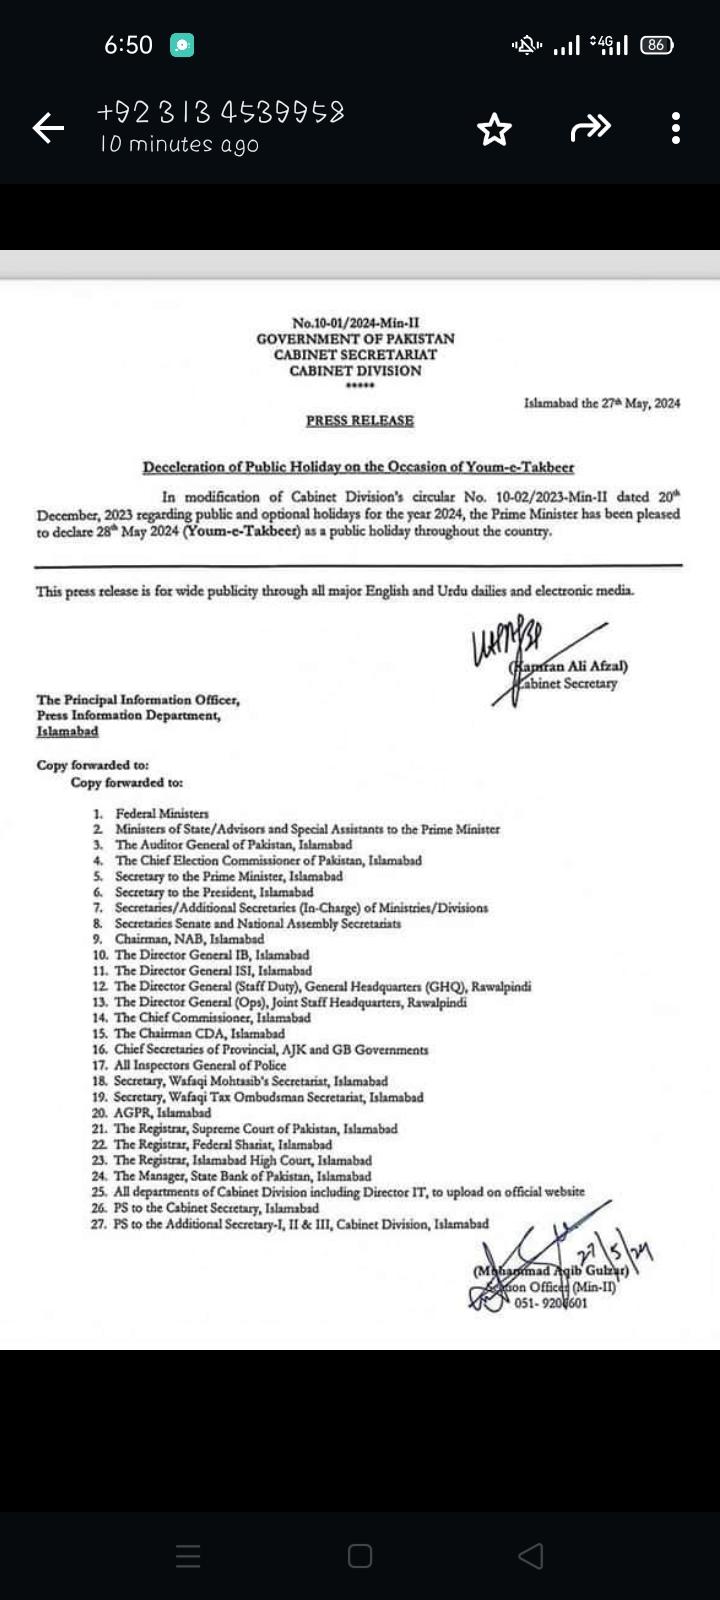 6:50
4G
86
+92 313 4539958
10 minutes ago
No.10-01/2024-Min-II
GOVERNMENT OF PAKISTAN
CABINET SECRETARIAT
CABINET DIVISION
*****
Islamabad the 27th May, 2024
PRESS RELEASE
Deceleration of Public Holiday on the Occasion of Youm-e-Takbeer
In modification of Cabinet Division's circular No. 10-02/2023-Min-II dated 20th
December, 2023 regarding public and optional holidays for the year 2024, the Prime Minister has been pleased
to declare 28th May 2024 (Youm-e-Takbeer) as a public holiday throughout the country.
This press release is for wide publicity through all major English and Urdu dailies and electronic media.
(Kamran Ali Afzal)
Cabinet Secretary
The Principal Information Officer,
Press Information Department,
Islamabad
Copy forwarded to:
Copy forwarded to:
1. Federal Ministers
2. Ministers of State/Advisors and Special Assistants to the Prime Minister
3. The Auditor General of Pakistan, Islamabad
4. The Chief Election Commissioner of Pakistan, Islamabad
5. Secretary to the Prime Minister, Islamabad
6. Secretary to the President, Islamabad
7. Secretaries/Additional Secretaries (In-Charge) of Ministries/Divisions
8. Secretaries Senate and National Assembly Secretariats
9. Chairman, NAB, Islamabad
10. The Director General IB, Islamabad
11. The Director General ISI, Islamabad
12. The Director General (Staff Duty), General Headquarters (GHQ), Rawalpindi
13. The Director General (Ops), Joint Staff Headquarters, Rawalpindi
14. The Chief Commissioner, Islamabad
15. The Chairman CDA, Islamabad
16. Chief Secretaries of Provincial, AJK and GB Governments
17. All Inspectors General of Police
18. Secretary, Wafaqi Mohtasib's Secretariat, Islamabad
19. Secretary, Wafaqi Tax Ombudsman Secretariat, Islamabad
20. AGPR, Islamabad
21. The Registrar, Supreme Court of Pakistan, Islamabad
22. The Registrar, Federal Shariat, Islamabad
23. The Registrar, Islamabad High Court, Islamabad
24. The Manager, State Bank of Pakistan, Islamabad
25. All departments of Cabinet Division including Director IT, to upload on official website
26. PS to the Cabinet Secretary, Islamabad
27. PS to the Additional Secretary-I, II & III, Cabinet Division, Islamabad
27/5/24
(Mohammad Aqib Gulzar)
Section Officer (Min-II)
051-